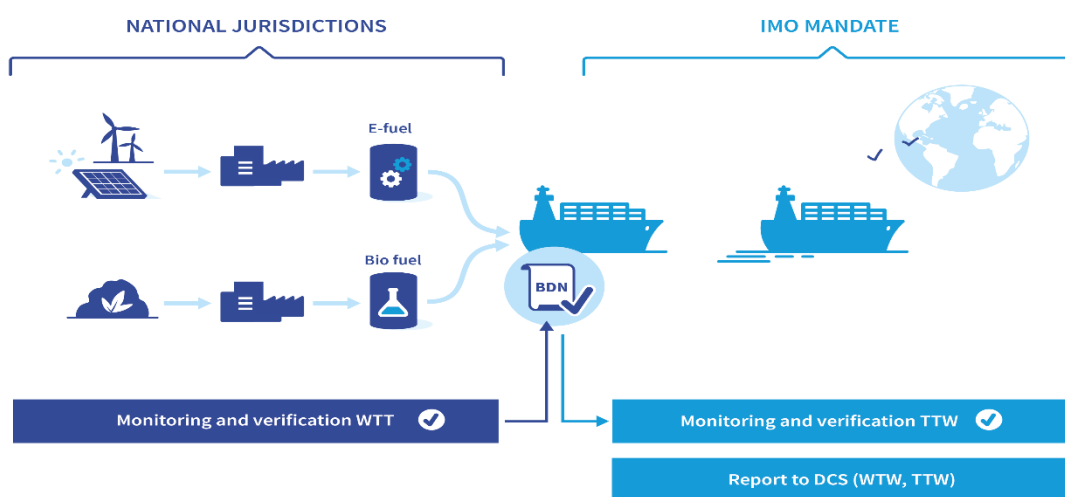 NATIONAL JURISDICTIONS
IMO MANDATE
E-fuel
Bio fuel
BDN
Monitoring and verification WTT
Monitoring and verification TTW
Report to DCS (WTW, TTW)